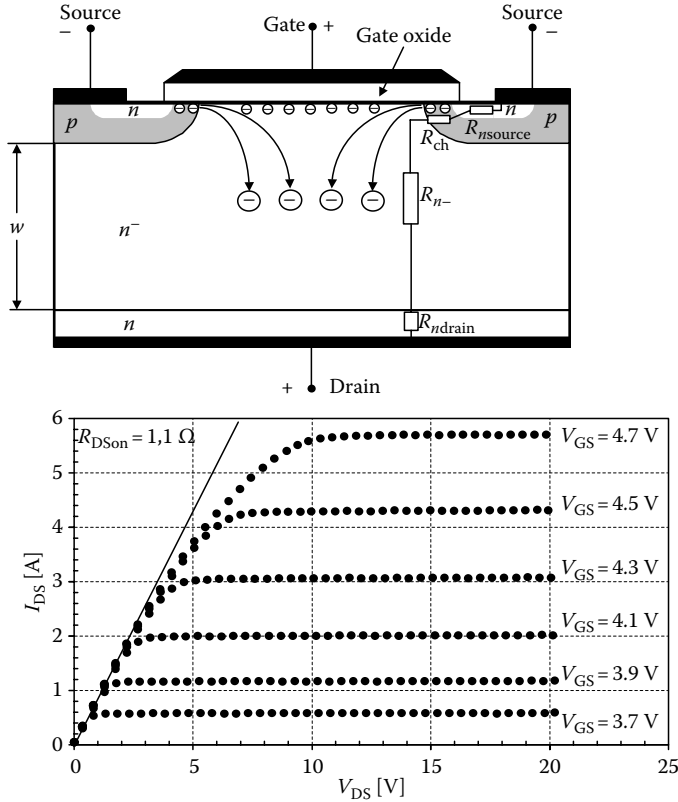 Source
−
Gate
+
Gate oxide
Source
−
p
n
n
p
R_ch
R_nsource
w
n⁻
R_n−
n
R_ndrain
+
Drain
R_DSon = 1,1 Ω
I_DS [A]
6
5
4
3
2
1
0
V_GS = 4.7 V
V_GS = 4.5 V
V_GS = 4.3 V
V_GS = 4.1 V
V_GS = 3.9 V
V_GS = 3.7 V
0 5 10 15 20 25
V_DS [V]